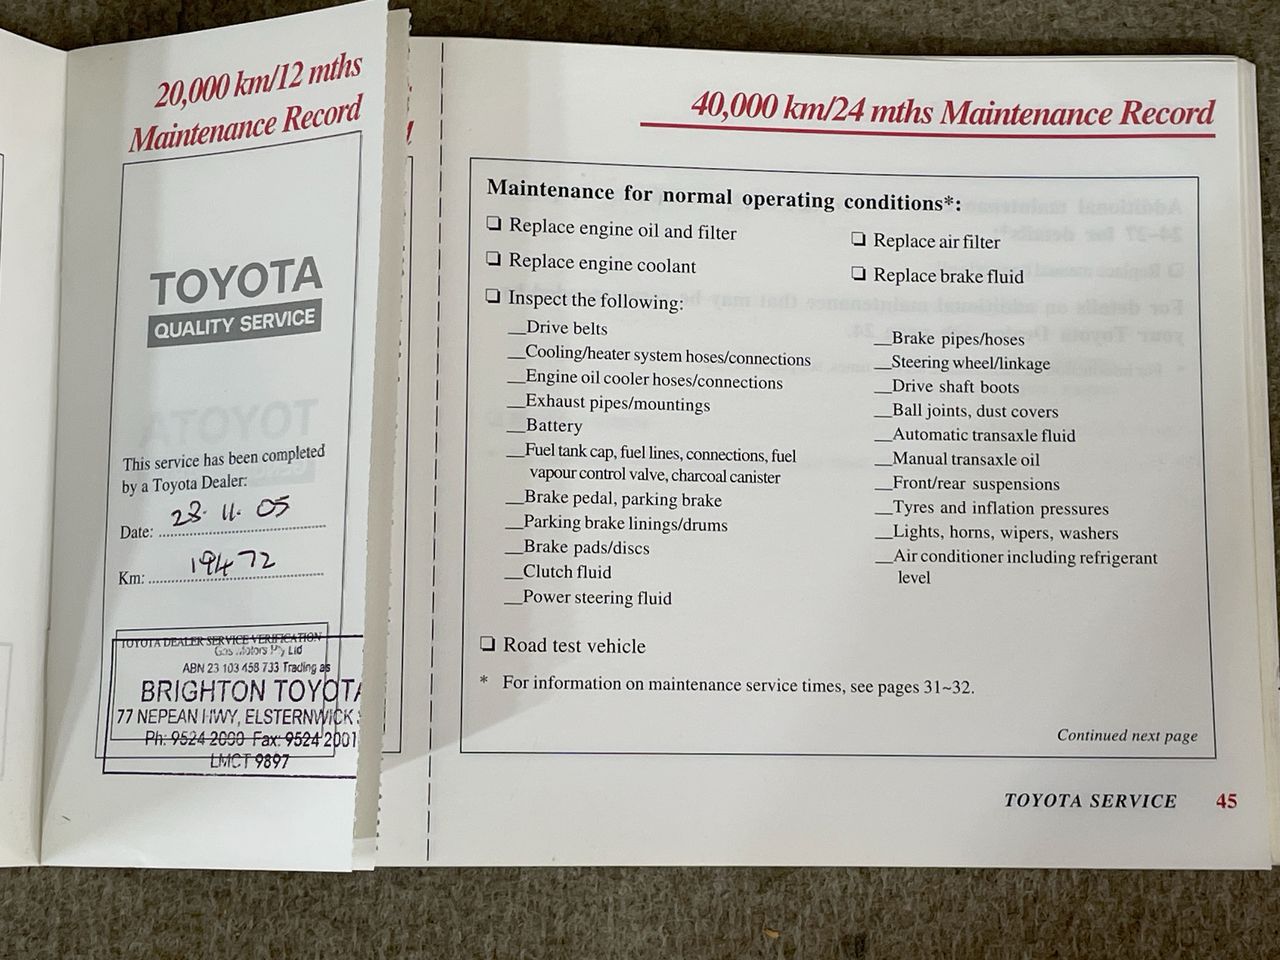 20,000 km/12 mths
Maintenance Record
TOYOTA
QUALITY SERVICE
This service has been completed
by a Toyota Dealer:
Date: 23. 11. 05
Km: 19472
TOYOTA DEALER SERVICE VERIFICATION
Motors Pty Ltd
ABN 23 103 458 733 Trading as
BRIGHTON TOYOTA
77 NEPEAN HWY, ELSTERNWICK
Ph: 9524 2000 Fax: 9524 2001
LMCT 9897
40,000 km/24 mths Maintenance Record
Maintenance for normal operating conditions*:
❏ Replace engine oil and filter
❏ Replace engine coolant
❏ Replace air filter
❏ Replace brake fluid
❏ Inspect the following:
__Drive belts
__Cooling/heater system hoses/connections
__Engine oil cooler hoses/connections
__Exhaust pipes/mountings
__Battery
__Fuel tank cap, fuel lines, connections, fuel
vapour control valve, charcoal canister
__Brake pedal, parking brake
__Parking brake linings/drums
__Brake pads/discs
__Clutch fluid
__Power steering fluid
__Brake pipes/hoses
__Steering wheel/linkage
__Drive shaft boots
__Ball joints, dust covers
__Automatic transaxle fluid
__Manual transaxle oil
__Front/rear suspensions
__Tyres and inflation pressures
__Lights, horns, wipers, washers
__Air conditioner including refrigerant
level
❏ Road test vehicle
* For information on maintenance service times, see pages 31~32.
Continued next page
TOYOTA SERVICE 45